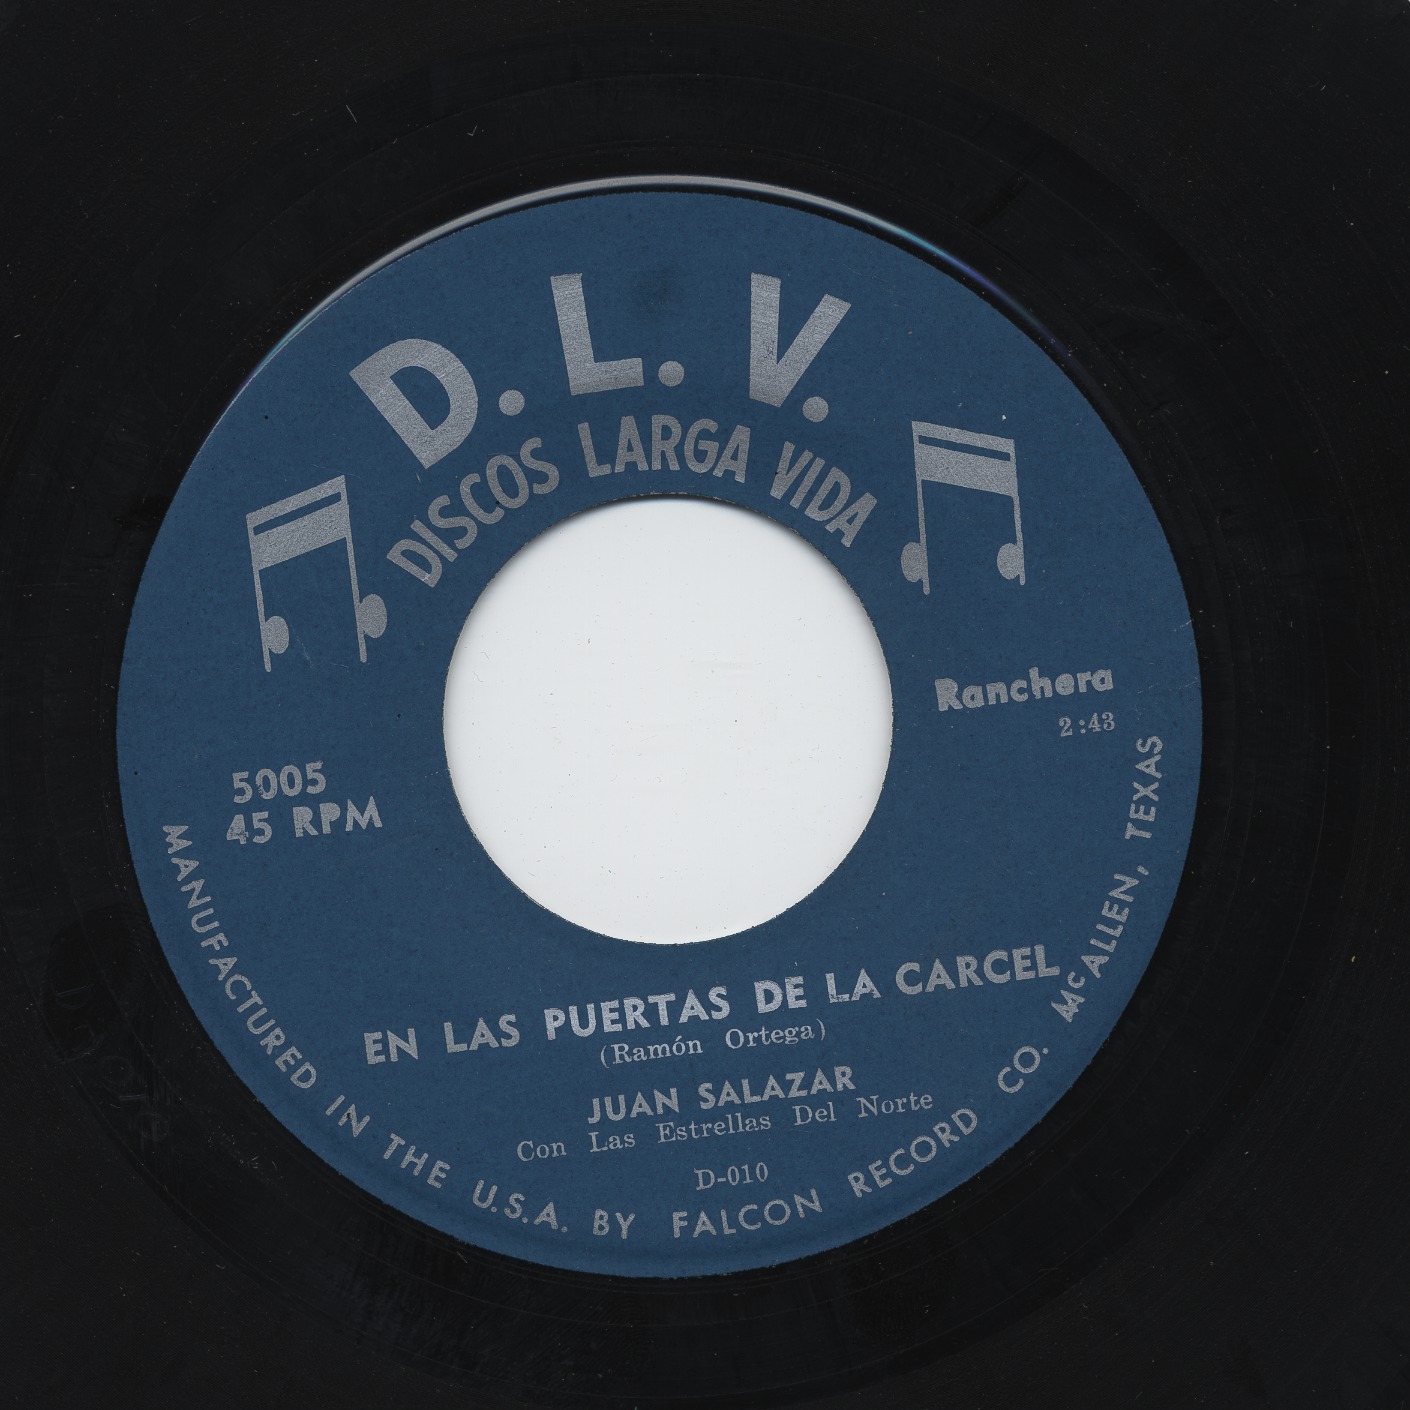 D. L. V.
DISCOS LARGA VIDA
Ranchera
2:43
5005
45 RPM
EN LAS PUERTAS DE LA CARCEL
(Ramón Ortega)
JUAN SALAZAR
Con Las Estrellas Del Norte
D-010
MANUFACTURED IN THE U.S.A. BY FALCON RECORD CO. McALLEN, TEXAS